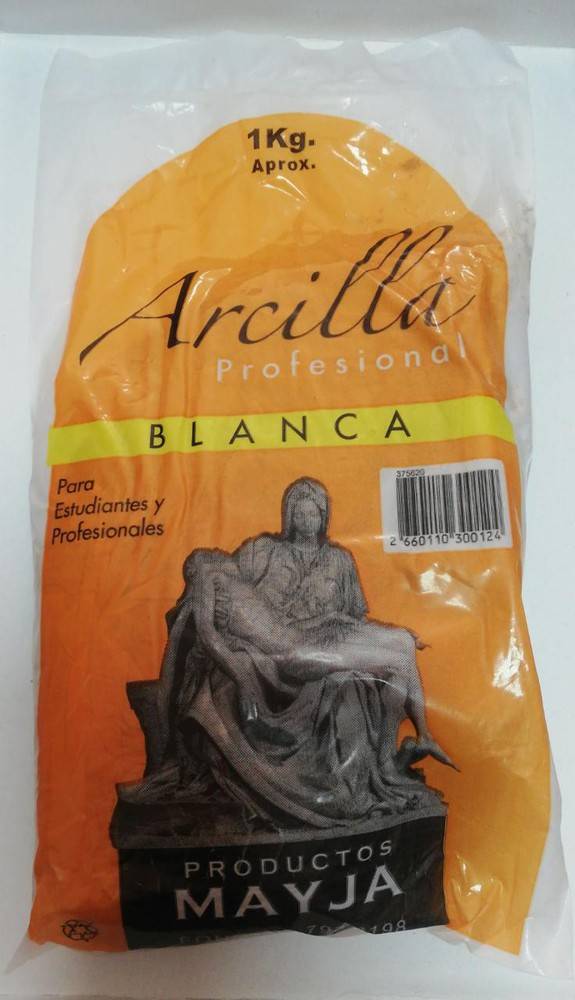 1Kg.
Aprox.
Arcilla
Profesional
BLANCA
Para
Estudiantes y
Profesionales
375620
2 660110 300124
PRODUCTOS
MAYJA